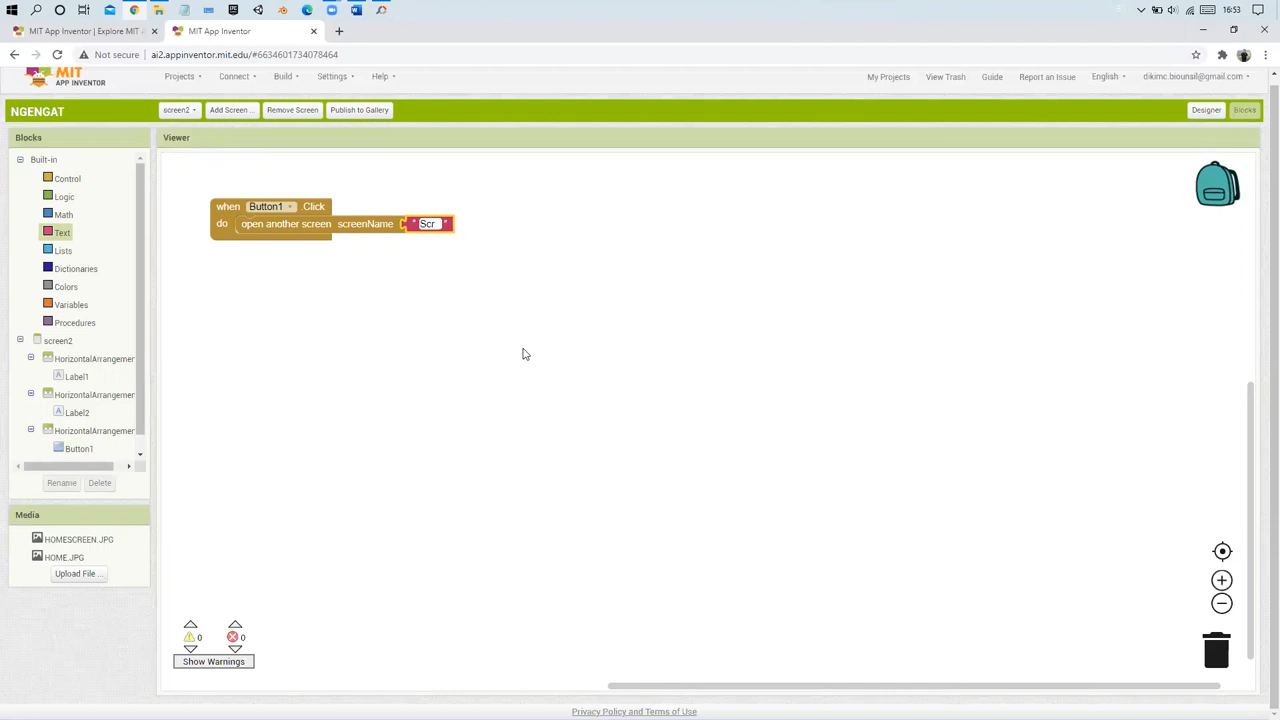 16:53
MIT App Inventor | Explore MIT
MIT App Inventor
Not secure
ai2.appinventor.mit.edu/#6634601734078464
MIT
APP INVENTOR
Projects
Connect
Build
Settings
Help
My Projects
View Trash
Guide
Report an Issue
English
dikimc.biounsil@gmail.com
NGENGAT
screen2
Add Screen ...
Remove Screen
Publish to Gallery
Designer
Blocks
Blocks
Viewer
Built-in
Control
Logic
Math
Text
Lists
Dictionaries
Colors
Variables
Procedures
screen2
HorizontalArrangemer
Label1
HorizontalArrangemer
Label2
HorizontalArrangemer
Button1
Rename
Delete
Media
HOMESCREEN.JPG
HOME.JPG
Upload File ...
when Button1 .Click
do open another screen screenName " Scr "
0
0
Show Warnings
Privacy Policy and Terms of Use